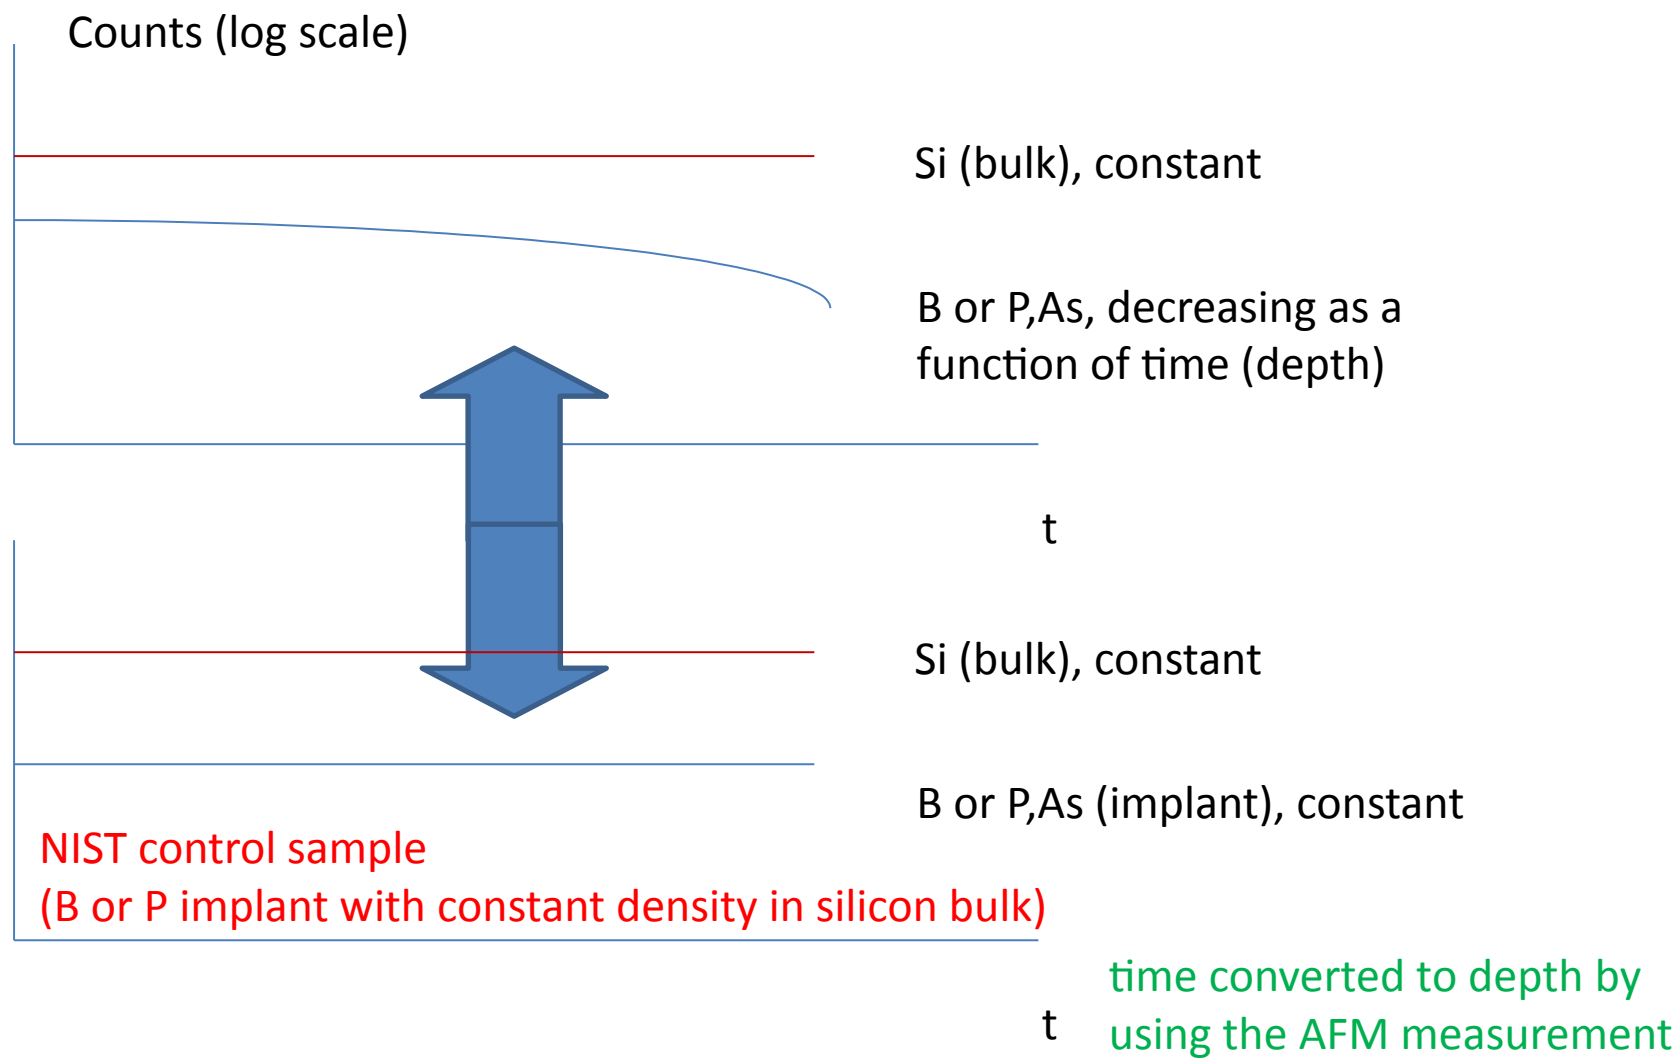 Counts (log scale)
Si (bulk), constant
B or P,As, decreasing as a
function of time (depth)
t
Si (bulk), constant
B or P,As (implant), constant
NIST control sample
(B or P implant with constant density in silicon bulk)
time converted to depth by
t
using the AFM measurement